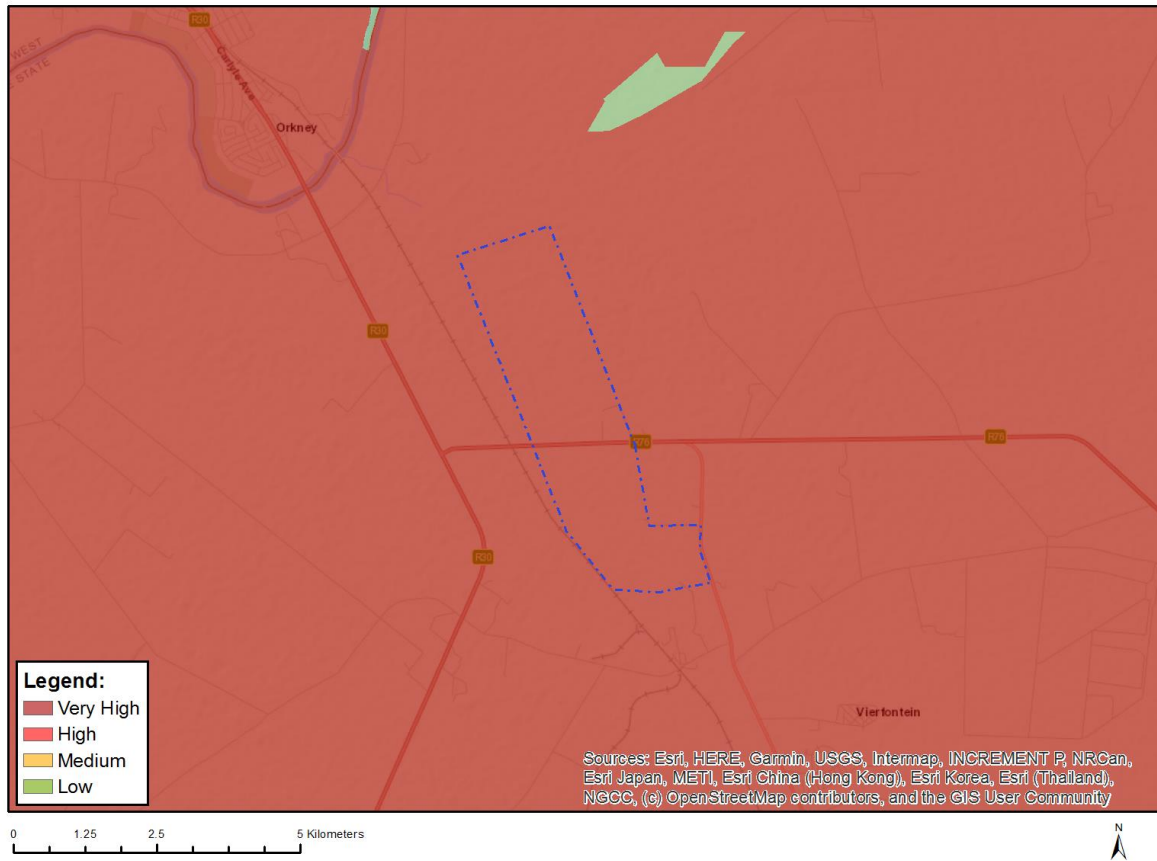 R30
WEST
STATE
Carlyle Ave
Orkney
R30
R76
R76
R30
Vierfontein
Legend:
Very High
High
Medium
Low
Sources: Esri, HERE, Garmin, USGS, Intermap, INCREMENT P, NRCan,
Esri Japan, METI, Esri China (Hong Kong), Esri Korea, Esri (Thailand),
NGCC, (c) OpenStreetMap contributors, and the GIS User Community
0 1.25 2.5 5 Kilometers
N